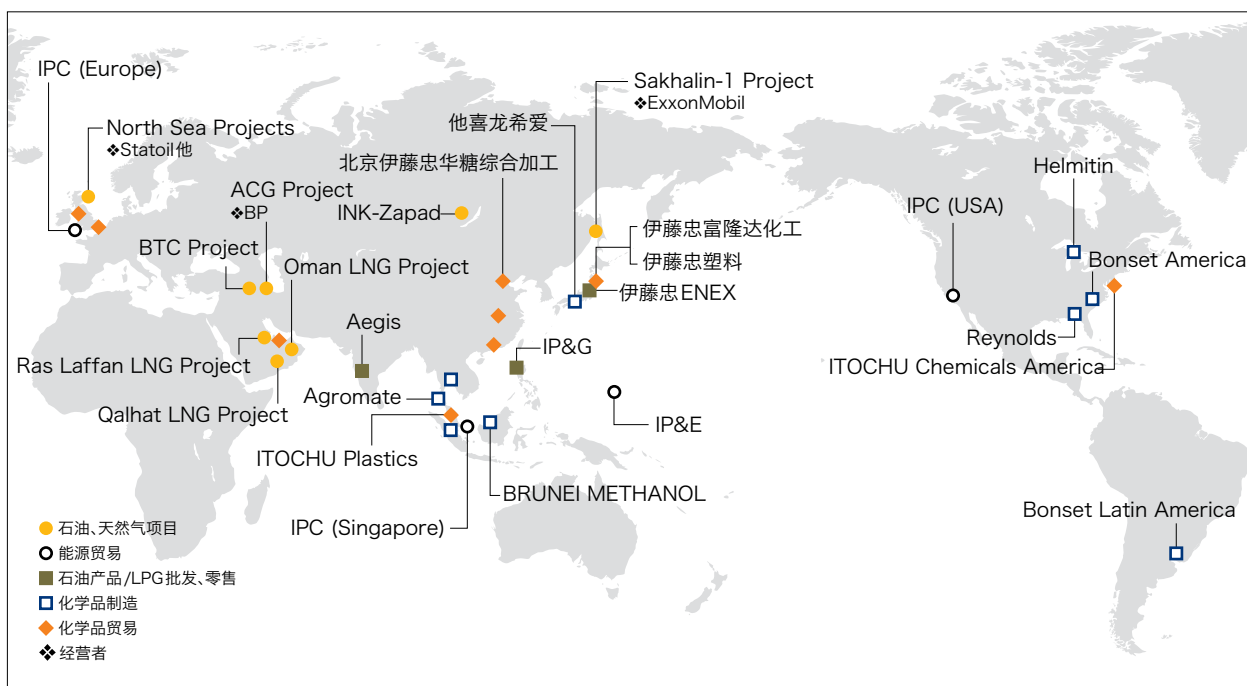 IPC (Europe)
North Sea Projects
❖Statoil他
ACG Project
❖BP
BTC Project
Oman LNG Project
INK-Zapad
北京伊藤忠华糖综合加工
他喜龙希爱
Sakhalin-1 Project
❖ExxonMobil
伊藤忠富隆达化工
伊藤忠塑料
伊藤忠ENEX
Ras Laffan LNG Project
Qalhat LNG Project
Aegis
IP&G
Agromate
ITOCHU Plastics
IP&E
BRUNEI METHANOL
IPC (Singapore)
IPC (USA)
Helmitin
Bonset America
Reynolds
ITOCHU Chemicals America
Bonset Latin America
石油、天然气项目
能源贸易
石油产品/LPG批发、零售
化学品制造
化学品贸易
❖经营者